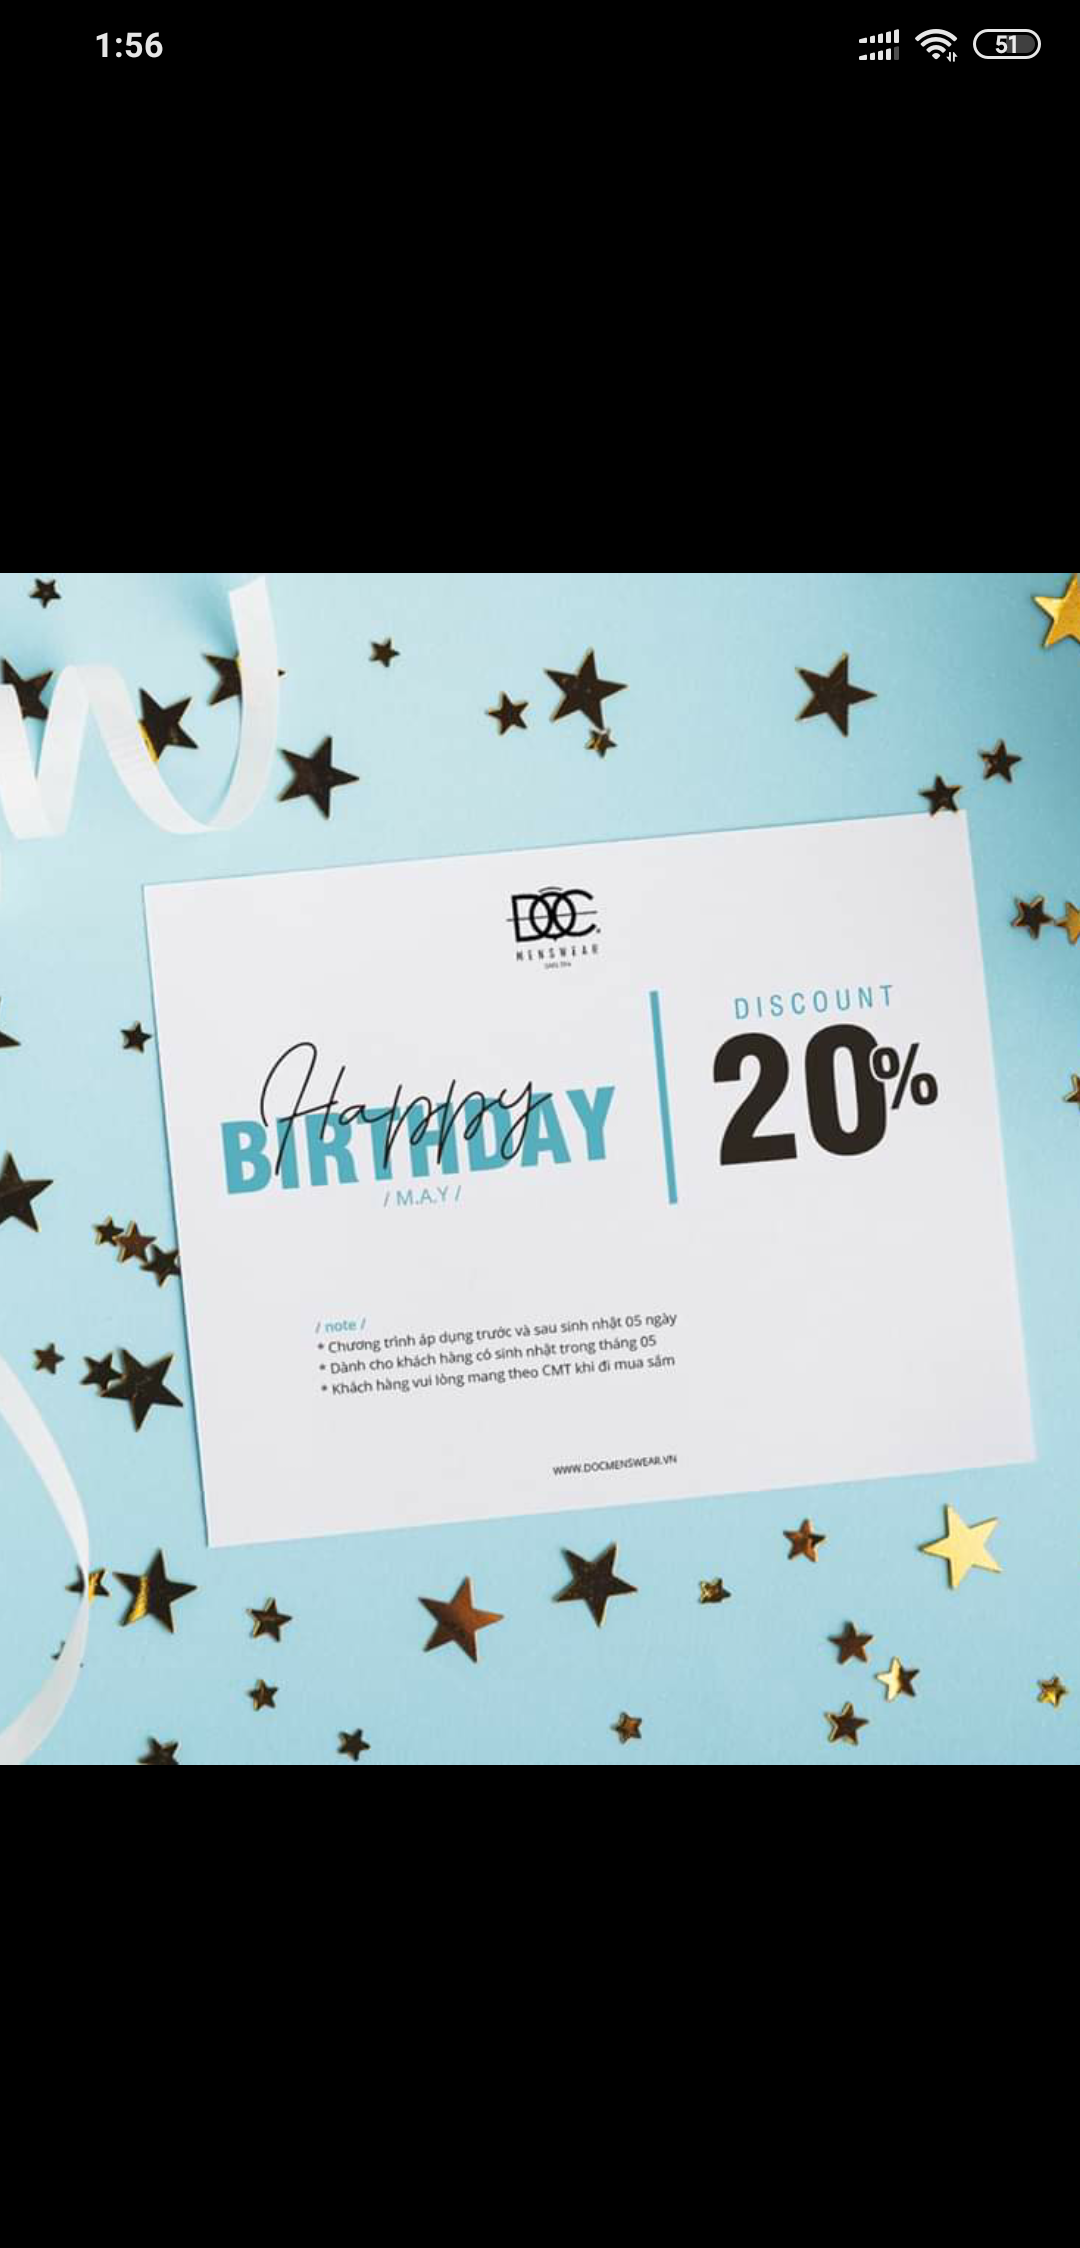 1:56
51
DOC.
MENSWEAR
Happy
BIRTHDAY
/ M.A.Y /
DISCOUNT
20%
/ note /
* Chương trình áp dụng trước và sau sinh nhật 05 ngày
* Dành cho khách hàng có sinh nhật trong tháng 05
* Khách hàng vui lòng mang theo CMT khi đi mua sắm
WWW.DOCMENSWEAR.VN